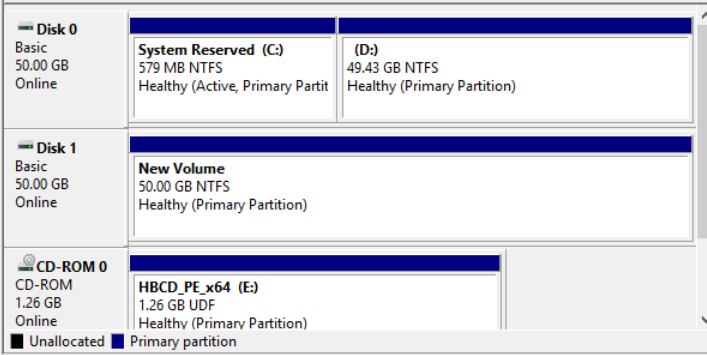 Disk 0
Basic
50.00 GB
Online
System Reserved (C:)
579 MB NTFS
Healthy (Active, Primary Partit
(D:)
49.43 GB NTFS
Healthy (Primary Partition)
Disk 1
Basic
50.00 GB
Online
New Volume
50.00 GB NTFS
Healthy (Primary Partition)
CD-ROM 0
CD-ROM
1.26 GB
Online
HBCD_PE_x64 (E:)
1.26 GB UDF
Healthy (Primary Partition)
Unallocated Primary partition